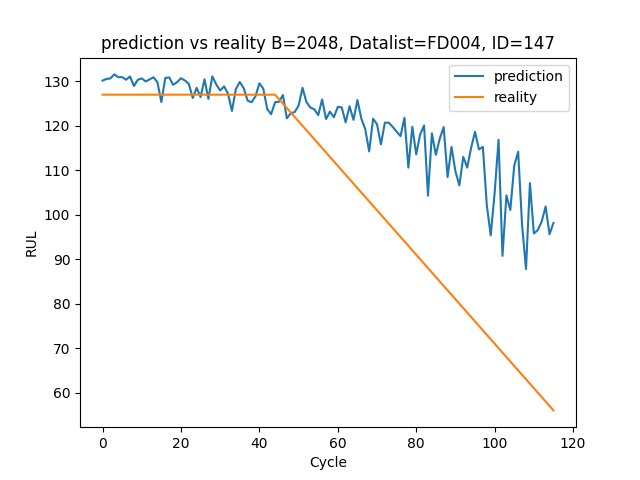 prediction vs reality B=2048, Datalist=FD004, ID=147
prediction
reality
RUL
130
120
110
100
90
80
70
60
0 20 40 60 80 100 120
Cycle